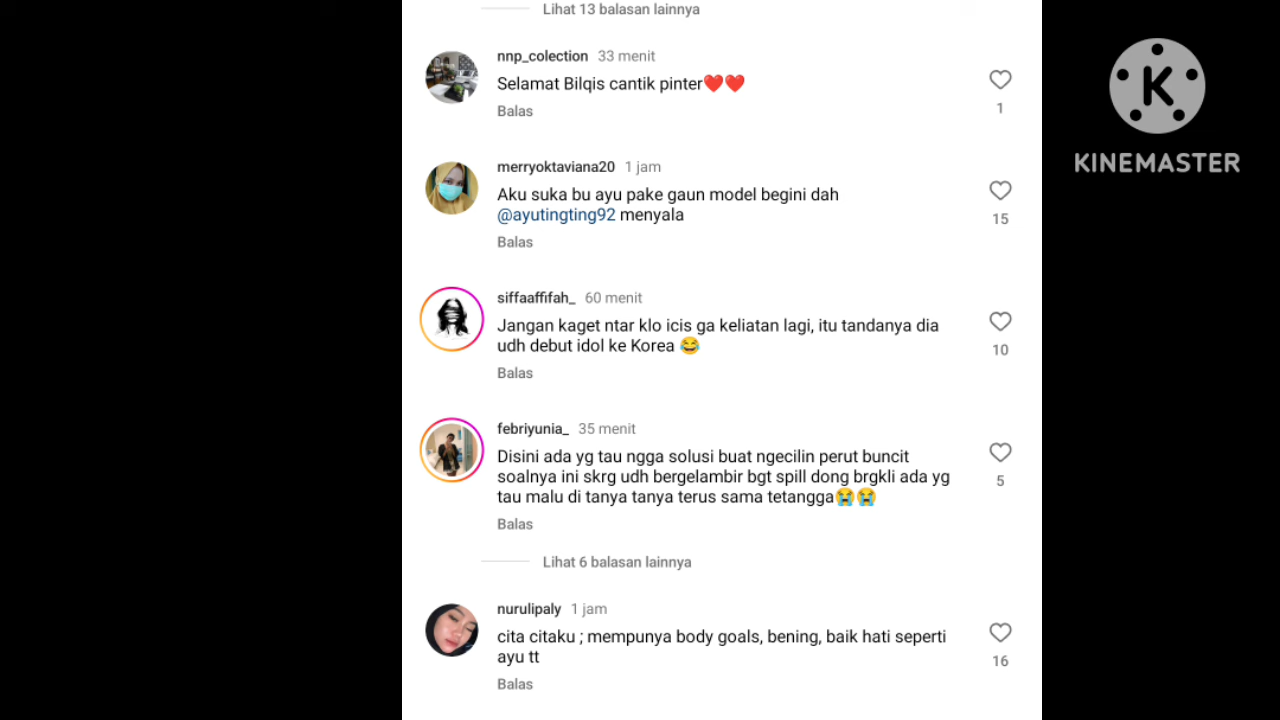 Lihat 13 balasan lainnya
nnp_colection 33 menit
Selamat Bilqis cantik pinter❤️❤️
1
Balas
merryoktaviana20 1 jam
Aku suka bu ayu pake gaun model begini dah
@ayutingting92 menyala
15
Balas
siffaaffifah_ 60 menit
Jangan kaget ntar klo icis ga keliatan lagi, itu tandanya dia
udh debut idol ke Korea 😂
10
Balas
febriyunia_ 35 menit
Disini ada yg tau ngga solusi buat ngecilin perut buncit
soalnya ini skrg udh bergelambir bgt spill dong brgkli ada yg
tau malu di tanya tanya terus sama tetangga😭😭
5
Balas
Lihat 6 balasan lainnya
nurulipaly 1 jam
cita citaku ; mempunya body goals, bening, baik hati seperti
ayu tt
16
Balas
K
KINEMASTER